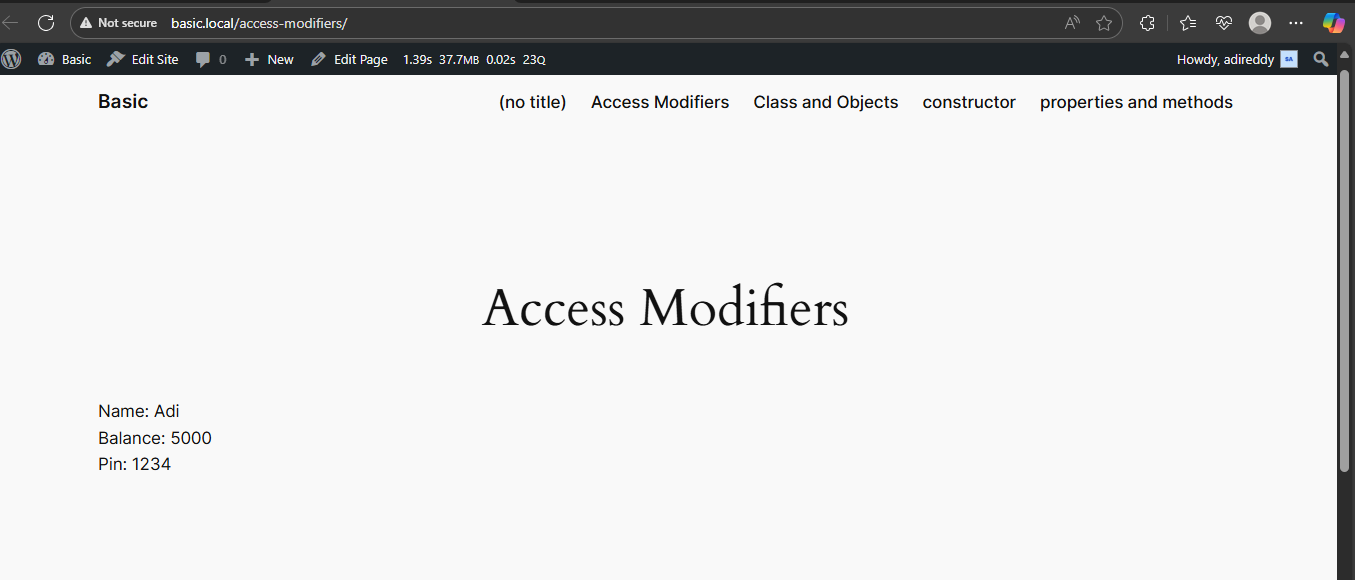 Not secure basic.local/access-modifiers/
Basic Edit Site 0 New Edit Page 1.39s 37.7MB 0.02s 23Q Howdy, adireddy SA
Basic (no title) Access Modifiers Class and Objects constructor properties and methods
Access Modifiers
Name: Adi
Balance: 5000
Pin: 1234